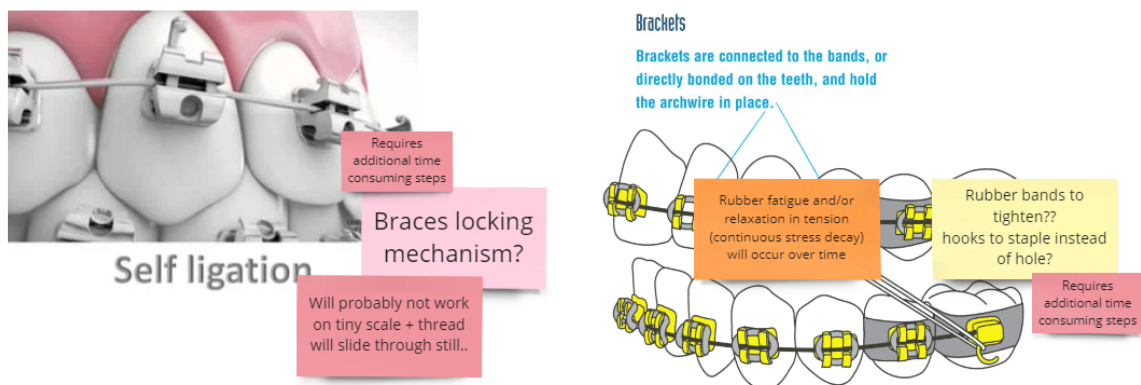 Requires
additional time
consuming steps
Braces locking
mechanism?
Self ligation
Will probably not work
on tiny scale + thread
will slide through still..
Brackets
Brackets are connected to the bands, or
directly bonded on the teeth, and hold
the archwire in place.
Rubber fatigue and/or
relaxation in tension
(continuous stress decay)
will occur over time
Rubber bands to
tighten??
hooks to staple instead
of hole?
Requires
additional time
consuming steps